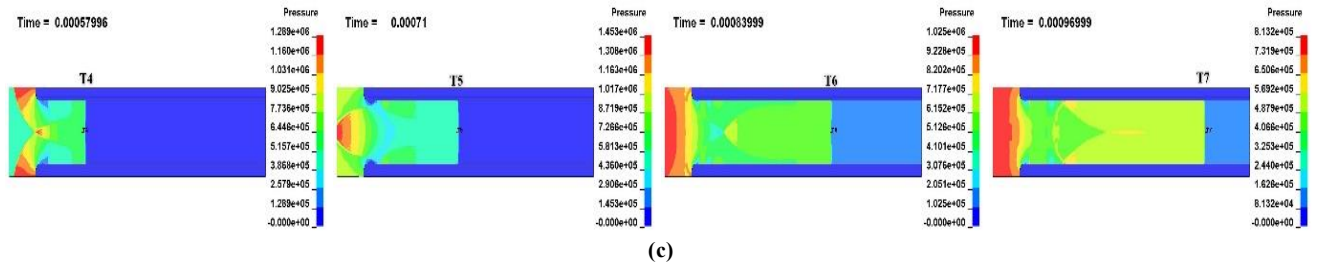 Time = 0.00057996
Pressure
1.289e+06
1.160e+06
1.031e+06
9.025e+05
7.736e+05
6.446e+05
5.157e+05
3.868e+05
2.579e+05
1.289e+05
-0.000e+00
T4
Time = 0.00071
Pressure
1.453e+06
1.308e+06
1.163e+06
1.017e+06
8.719e+05
7.266e+05
5.813e+05
4.360e+05
2.906e+05
1.453e+05
-0.000e+00
T5
Time = 0.00083999
Pressure
1.025e+06
9.228e+05
8.202e+05
7.177e+05
6.152e+05
5.126e+05
4.101e+05
3.076e+05
2.051e+05
1.025e+05
-0.000e+00
T6
Time = 0.00096999
Pressure
8.132e+05
7.319e+05
6.506e+05
5.692e+05
4.879e+05
4.066e+05
3.253e+05
2.440e+05
1.626e+05
8.132e+04
-0.000e+00
T7
(c)